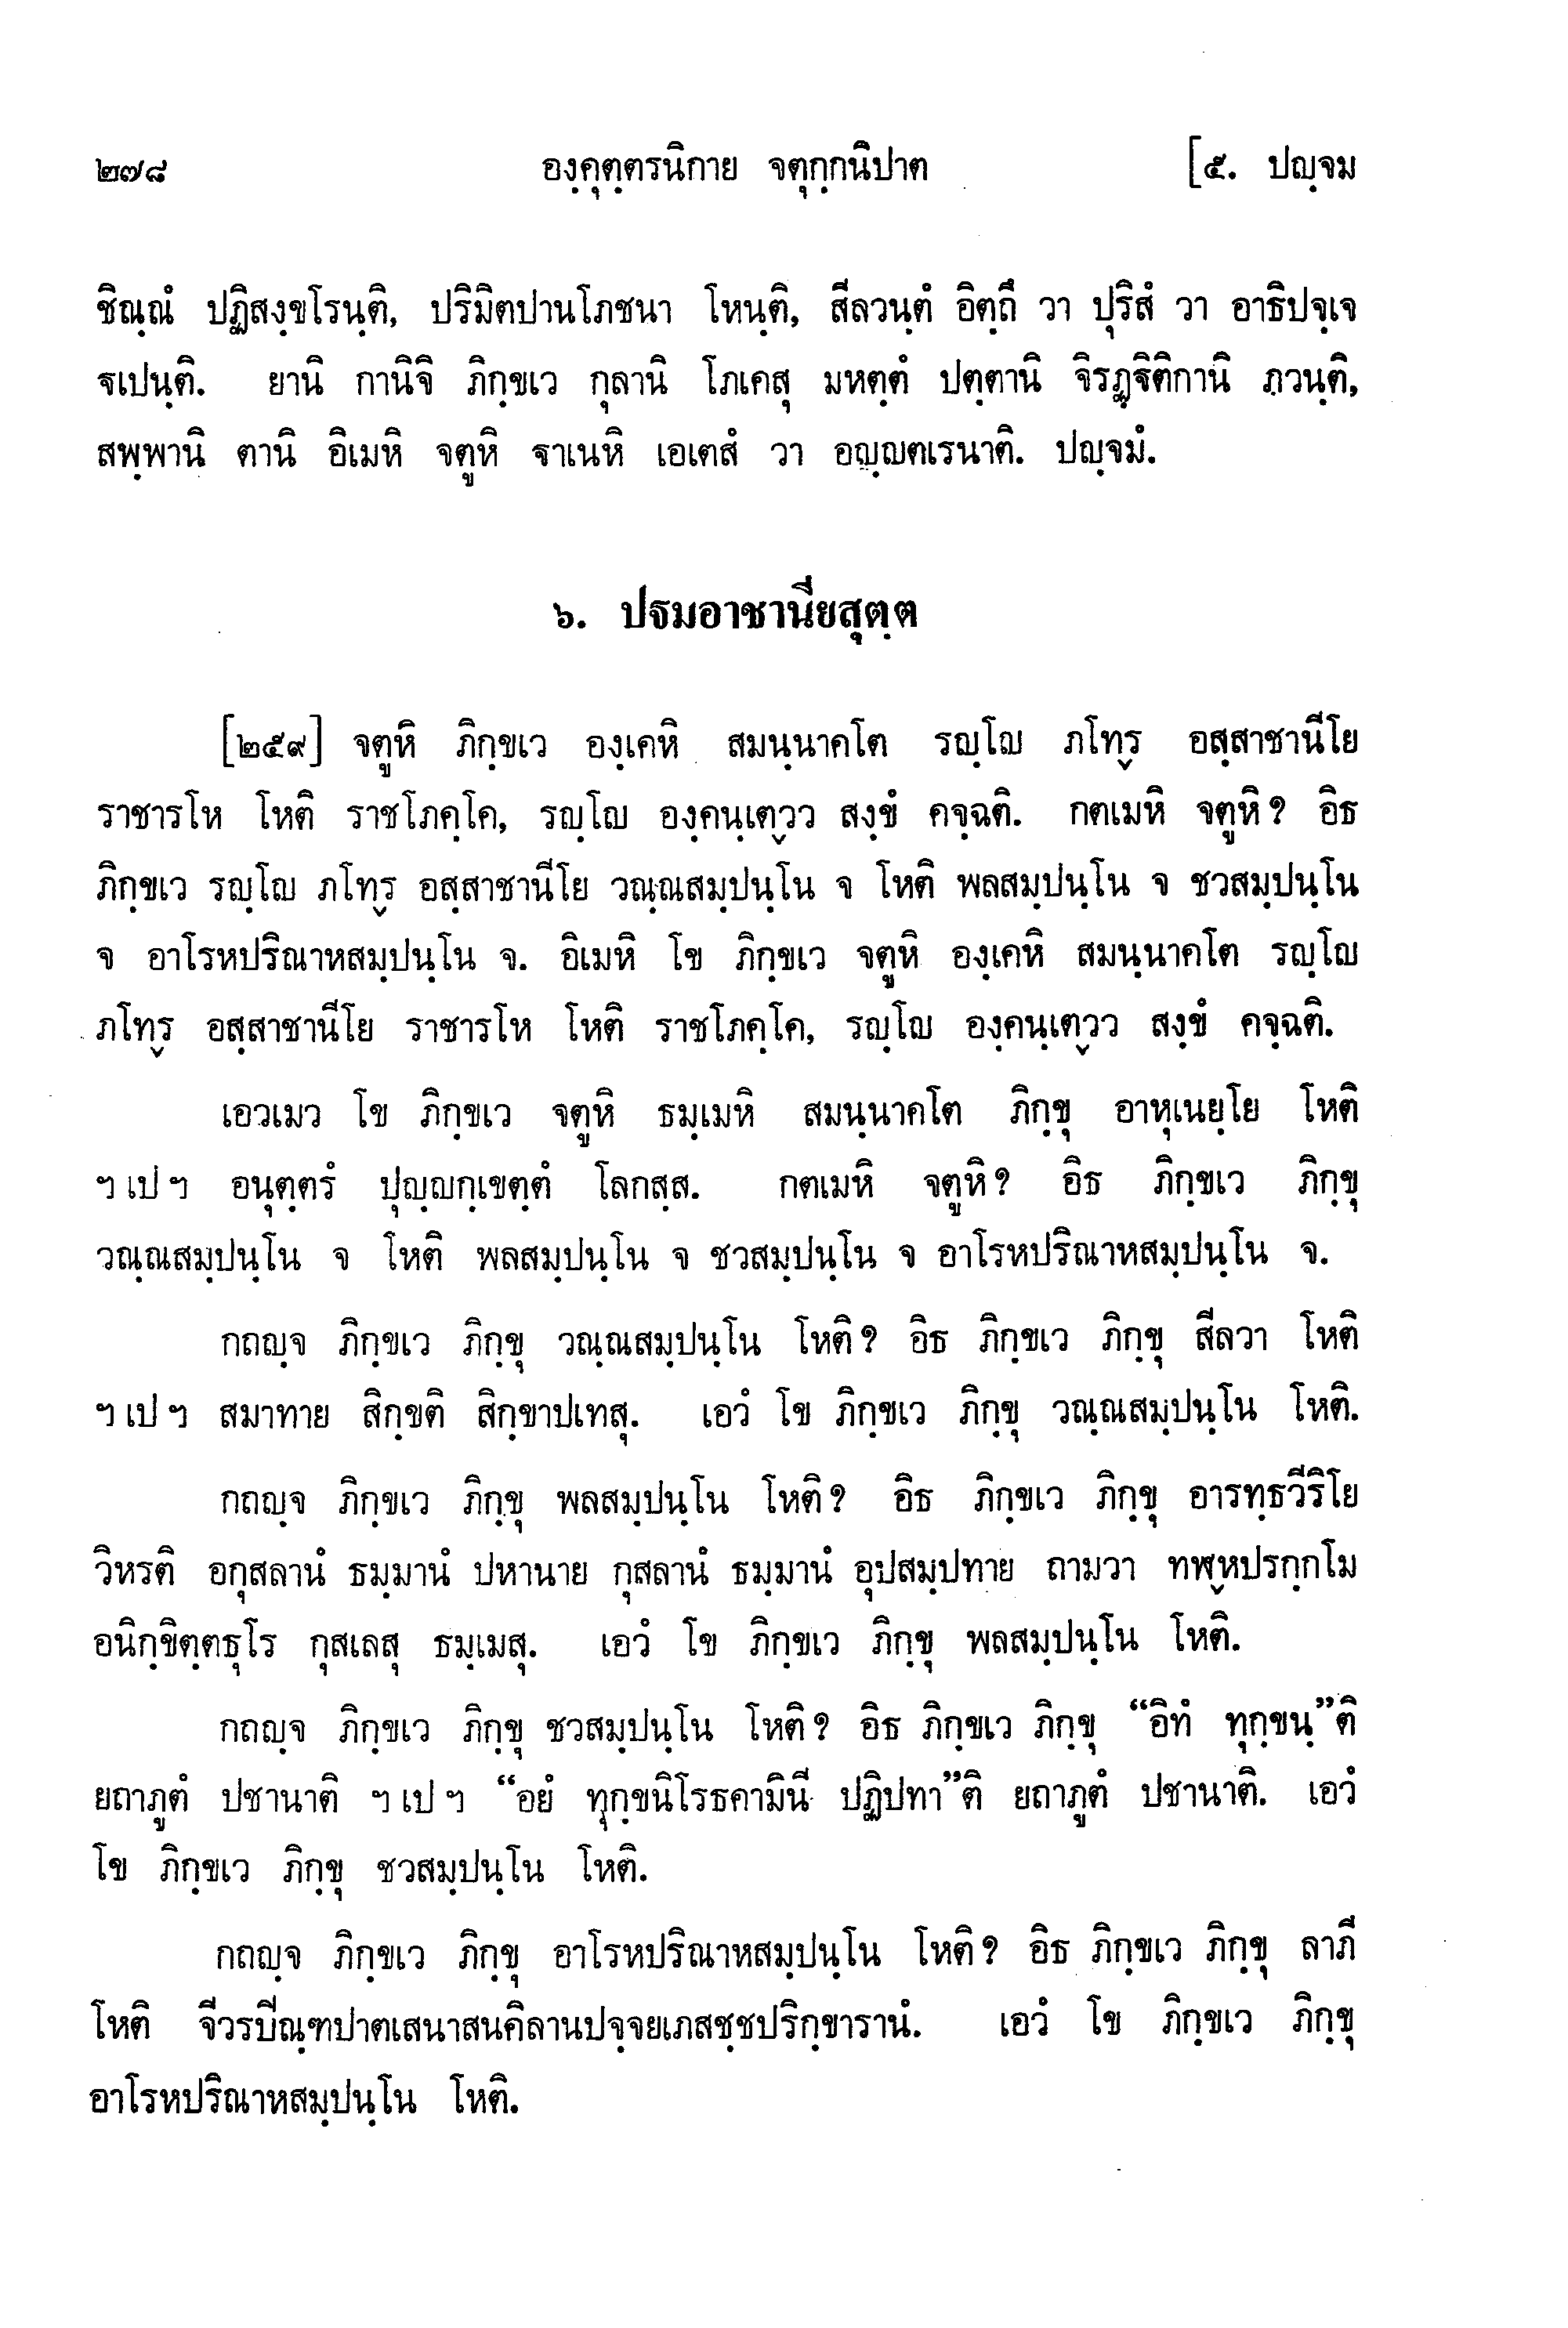 ๒๗๘ องฺคุตฺตรนิกาย จตุกฺกนิปาต [๕. ปญฺจม
ชิณฺณํ ปฏิสงฺขโรนฺติ, ปริมิตปานโภชนา โหนฺติ, สีลวนฺตํ อิตฺถึ วา ปุริสํ วา อาธิปจฺเจ
ฐเปนฺติ. ยานิ กานิจิ ภิกฺขเว กุลานิ โภเคสุ มหตฺตํ ปตฺตานิ จิรฏฺฐิติกานิ ภวนฺติ,
สพฺพานิ ตานิ อิเมหิ จตูหิ ฐาเนหิ เอเตสํ วา อญฺญตเรนาติ. ปญฺจมํ.
๖. ปฐมอาชานียสุตฺต
[๒๕๙] จตูหิ ภิกฺขเว องฺเคหิ สมนฺนาคโต รญฺโญ ภโทฺร อสฺสาชานีโย
ราชารโห โหติ ราชโภคฺโค, รญฺโญ องฺคนฺเตฺวว สงฺขํ คจฺฉติ. กตเมหิ จตูหิ? อิธ
ภิกฺขเว รญฺโญ ภโทฺร อสฺสาชานีโย วณฺณสมฺปนฺโน จ โหติ พลสมฺปนฺโน จ ชวสมฺปนฺโน
จ อาโรหปริณาหสมฺปนฺโน จ. อิเมหิ โข ภิกฺขเว จตูหิ องฺเคหิ สมนฺนาคโต รญฺโญ
ภโทฺร อสฺสาชานีโย ราชารโห โหติ ราชโภคฺโค, รญฺโญ องฺคนฺเตฺวว สงฺขํ คจฺฉติ.
เอวเมว โข ภิกฺขเว จตูหิ ธมฺเมหิ สมนฺนาคโต ภิกฺขุ อาหุเนยฺโย โหติ
ฯ เป ฯ อนุตฺตรํ ปุญฺญกฺเขตฺตํ โลกสฺส. กตเมหิ จตูหิ? อิธ ภิกฺขเว ภิกฺขุ
วณฺณสมฺปนฺโน จ โหติ พลสมฺปนฺโน จ ชวสมฺปนฺโน จ อาโรหปริณาหสมฺปนฺโน จ.
กถญฺจ ภิกฺขเว ภิกฺขุ วณฺณสมฺปนฺโน โหติ? อิธ ภิกฺขเว ภิกฺขุ สีลวา โหติ
ฯ เป ฯ สมาทาย สิกฺขติ สิกฺขาปเทสุ. เอวํ โข ภิกฺขเว ภิกฺขุ วณฺณสมฺปนฺโน โหติ.
กถญฺจ ภิกฺขเว ภิกฺขุ พลสมฺปนฺโน โหติ? อิธ ภิกฺขเว ภิกฺขุ อารทฺธวีริโย
วิหรติ อกุสลานํ ธมฺมานํ ปหานาย กุสลานํ ธมฺมานํ อุปสมฺปทาย ถามวา ทฬฺหปรกฺกโม
อนิกฺขิตฺตธุโร กุสเลสุ ธมฺเมสุ. เอวํ โข ภิกฺขเว ภิกฺขุ พลสมฺปนฺโน โหติ.
กถญฺจ ภิกฺขเว ภิกฺขุ ชวสมฺปนฺโน โหติ? อิธ ภิกฺขเว ภิกฺขุ “อิทํ ทุกฺขนฺ”ติ
ยถาภูตํ ปชานาติ ฯ เป ฯ “อยํ ทุกฺขนิโรธคามินี ปฏิปทา”ติ ยถาภูตํ ปชานาติ. เอวํ
โข ภิกฺขเว ภิกฺขุ ชวสมฺปนฺโน โหติ.
กถญฺจ ภิกฺขเว ภิกฺขุ อาโรหปริณาหสมฺปนฺโน โหติ? อิธ ภิกฺขเว ภิกฺขุ ลาภี
โหติ จีวรปิณฺฑปาตเสนาสนคิลานปจฺจยเภสชฺชปริกฺขารานํ. เอวํ โข ภิกฺขเว ภิกฺขุ
อาโรหปริณาหสมฺปนฺโน โหติ.